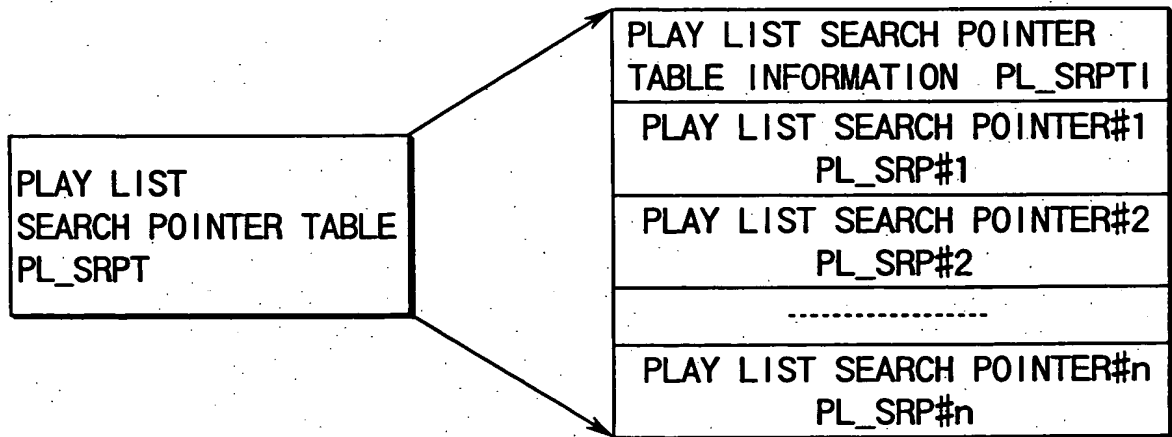 PLAY LIST
SEARCH POINTER TABLE
PL_SRPT
PLAY LIST SEARCH POINTER
TABLE INFORMATION PL_SRPTI
PLAY LIST SEARCH POINTER#1
PL_SRP#1
PLAY LIST SEARCH POINTER#2
PL_SRP#2
-------------------
PLAY LIST SEARCH POINTER#n
PL_SRP#n